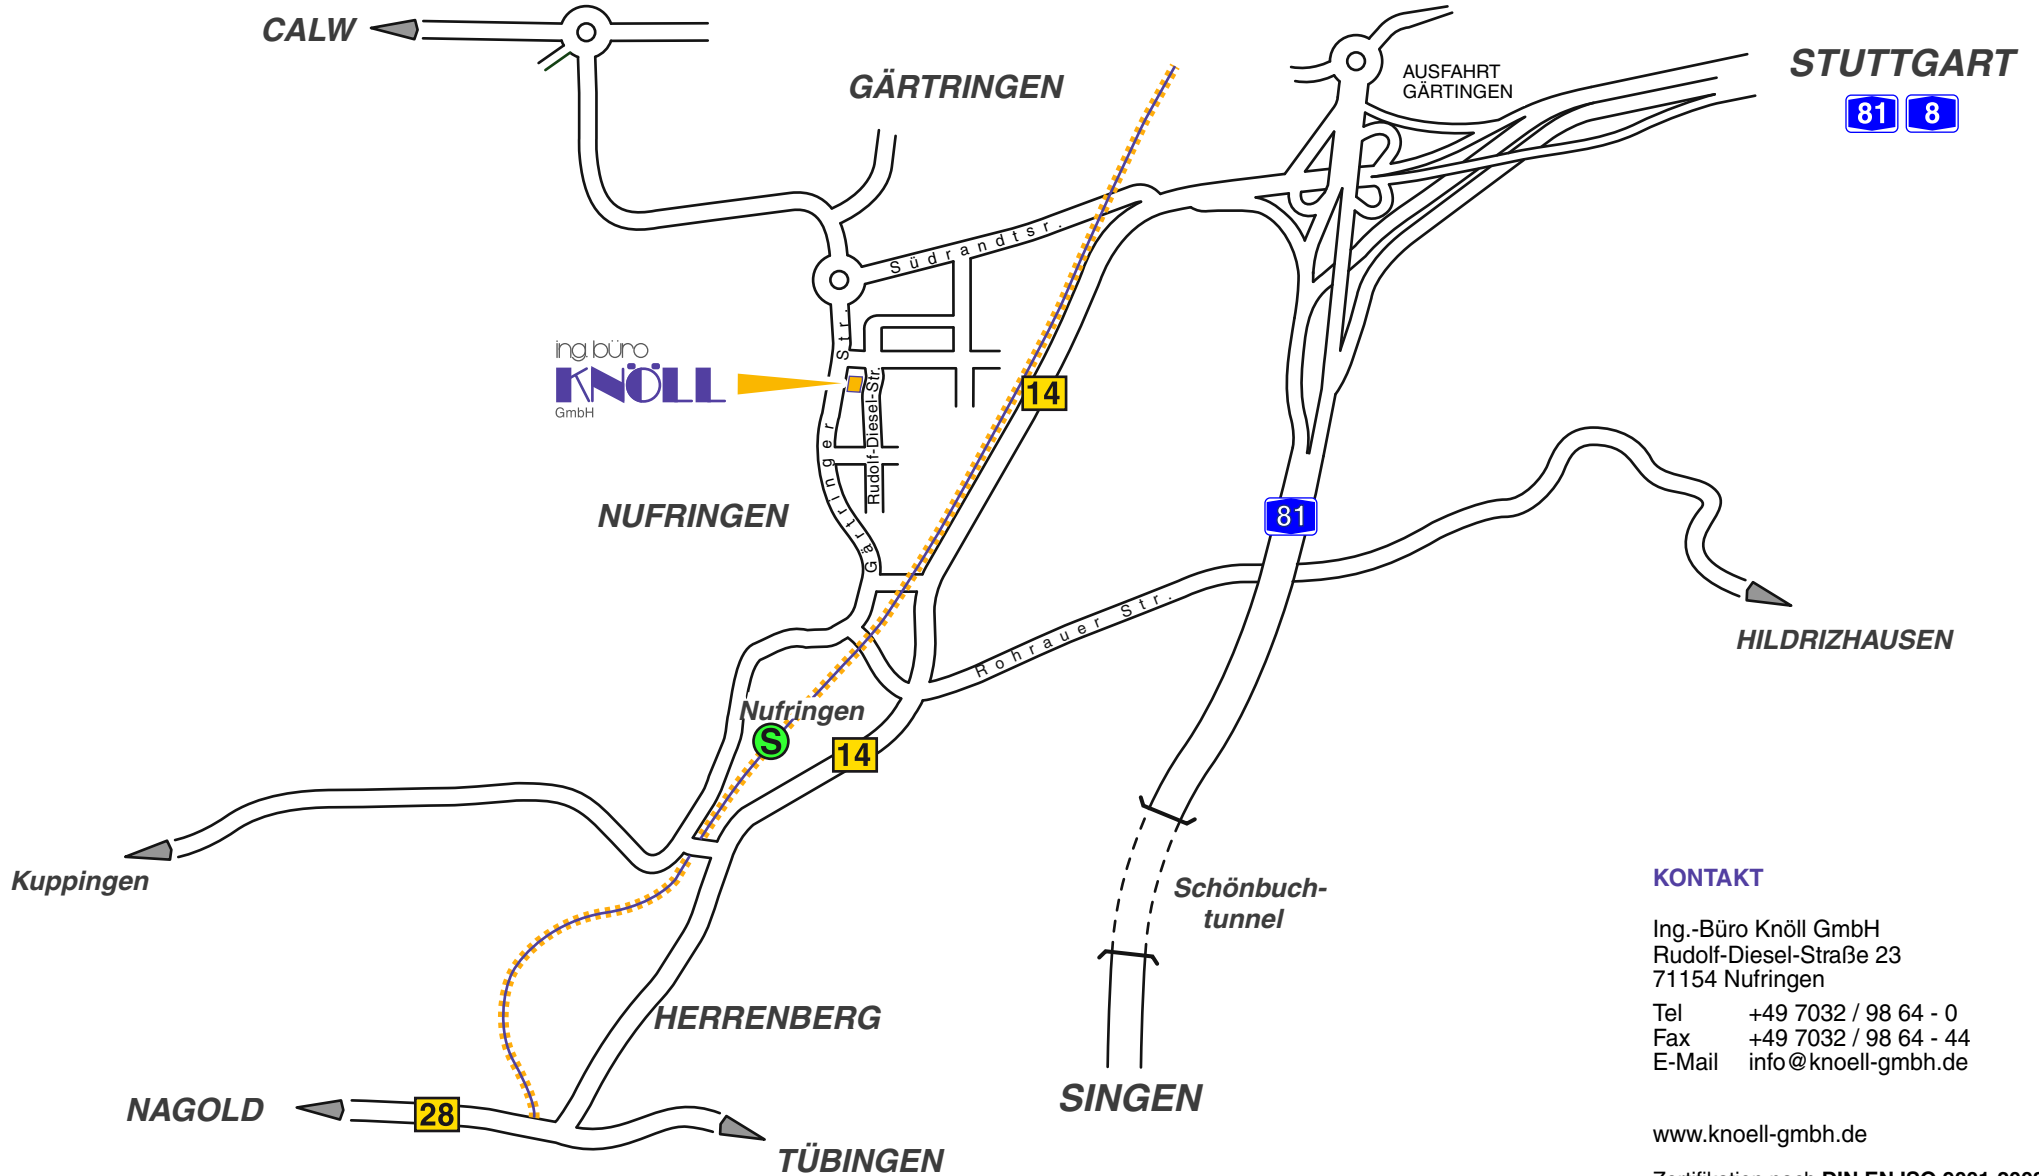 CALW
GÄRTRINGEN
AUSFAHRT
GÄRTINGEN
STUTTGART
81 8
Südrandtsr.
ing.büro
KNÖLL
GmbH
Gärtringer Str.
Rudolf-Diesel-Str.
14
NUFRINGEN
81
Rohrauer Str.
HILDRIZHAUSEN
Nufringen
S
14
Kuppingen
Schönbuch-
tunnel
HERRENBERG
NAGOLD
28
TÜBINGEN
SINGEN
KONTAKT
Ing.-Büro Knöll GmbH
Rudolf-Diesel-Straße 23
71154 Nufringen
Tel +49 7032 / 98 64 - 0
Fax +49 7032 / 98 64 - 44
E-Mail info@knoell-gmbh.de
www.knoell-gmbh.de